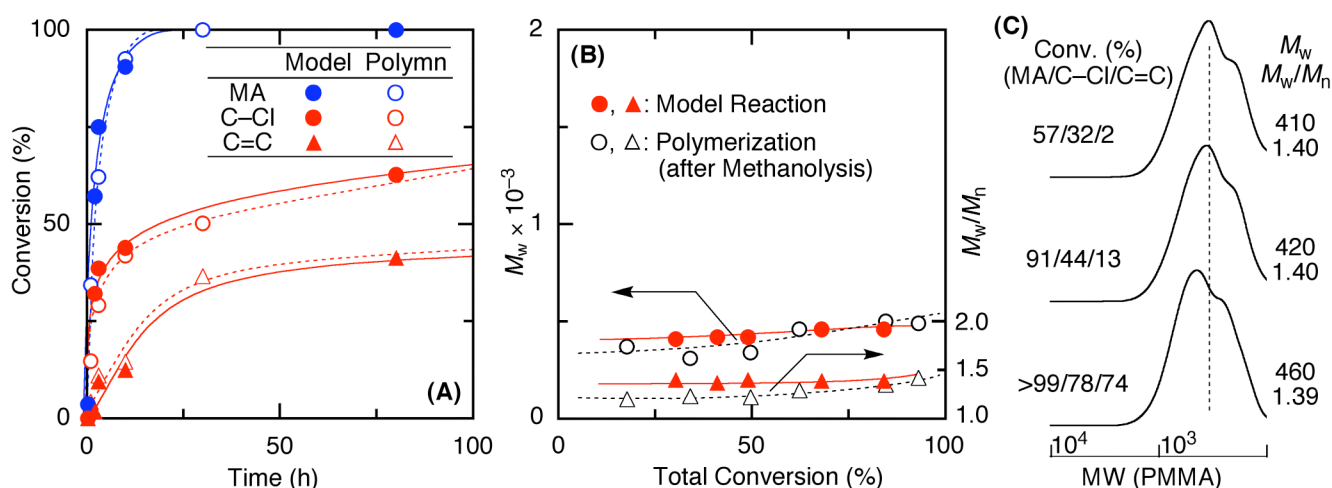 100
50
0
Conversion (%)
0 50 100
Time (h)
Model Polymn
MA
C–Cl
C=C
(A)
2
1
0
Mw × 10⁻³
(B)
●, ▲: Model Reaction
○, △: Polymerization
(after Methanolysis)
2.0
1.5
1.0
Mw/Mn
0 50 100
Total Conversion (%)
(C)
Conv. (%)
(MA/C–Cl/C=C)
Mw
Mw/Mn
57/32/2
410
1.40
91/44/13
420
1.40
>99/78/74
460
1.39
10⁴ 10³
MW (PMMA)